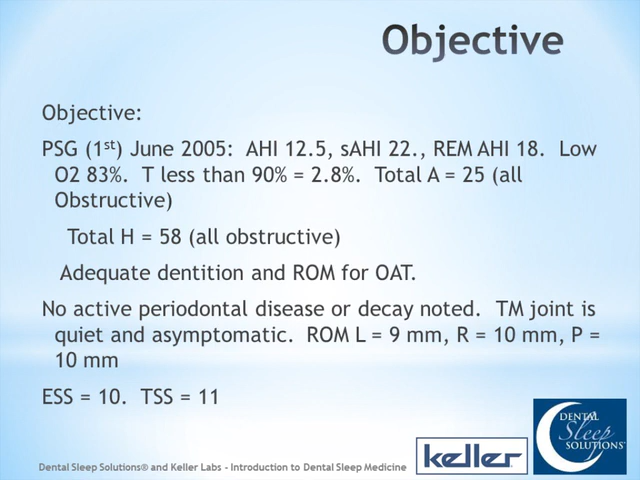 Objective
Objective:
PSG (1st) June 2005:  AHI 12.5, sAHI 22., REM AHI 18.  Low
O2 83%.  T less than 90% = 2.8%.  Total A = 25 (all
Obstructive)
Total H = 58 (all obstructive)
Adequate dentition and ROM for OAT.
No active periodontal disease or decay noted.  TM joint is
quiet and asymptomatic.  ROM L = 9 mm, R = 10 mm, P =
10 mm
ESS = 10.  TSS = 11
Dental Sleep Solutions® and Keller Labs - Introduction to Dental Sleep Medicine
keller
DENTAL
Sleep
SOLUTIONS